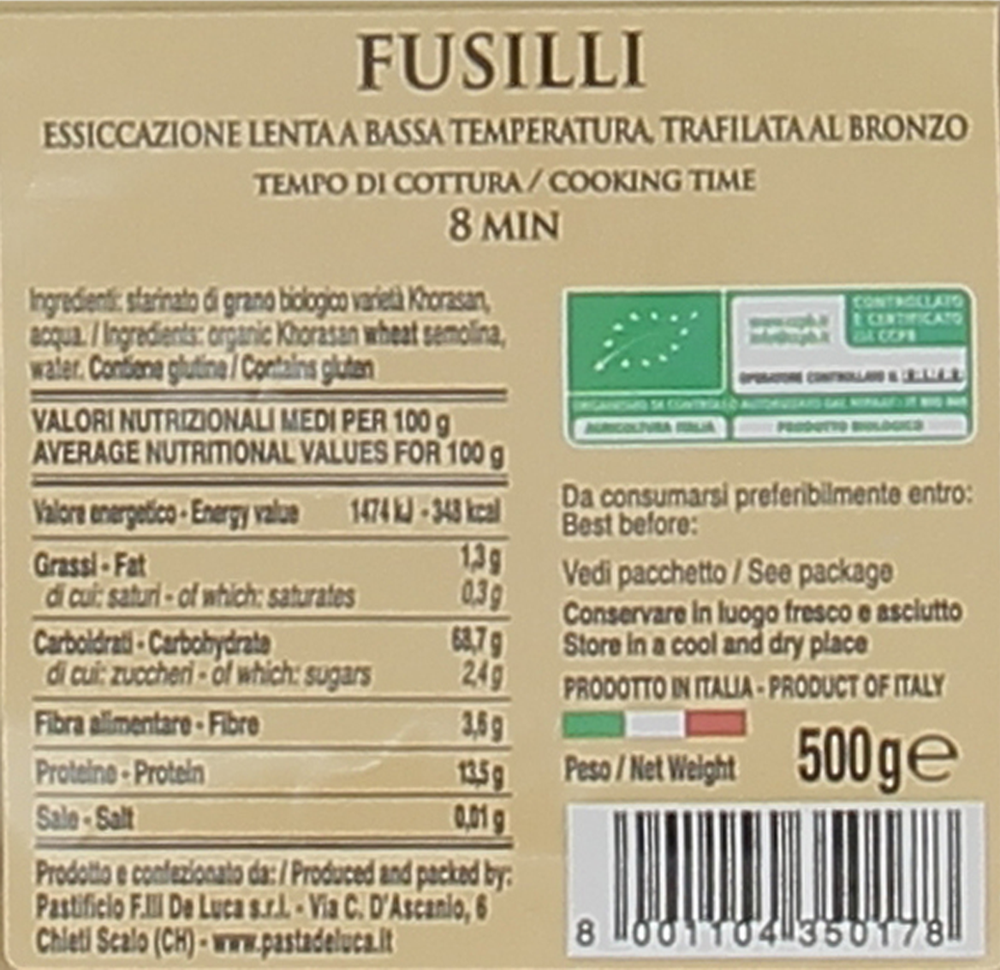 FUSILLI
ESSICCAZIONE LENTA A BASSA TEMPERATURA, TRAFILATA AL BRONZO
TEMPO DI COTTURA / COOKING TIME
8 MIN
Ingredienti: sfarinato di grano biologico varietà Khorasan,
acqua. / Ingredients: organic Khorasan wheat semolina,
water. Contiene glutine / Contains gluten
VALORI NUTRIZIONALI MEDI PER 100 g
AVERAGE NUTRITIONAL VALUES FOR 100 g
Valore energetico - Energy value 1474 kJ - 348 kcal
Grassi - Fat 1,3 g
di cui: saturi - of which: saturates 0,3 g
Carboidrati - Carbohydrate 68,7 g
di cui: zuccheri - of which: sugars 2,4 g
Fibra alimentare - Fibre 3,6 g
Proteine - Protein 13,5 g
Sale - Salt 0,01 g
Prodotto e confezionato da: / Produced and packed by:
Pastificio F.lli De Luca s.r.l. - Via C. D'Ascanio, 6
Chieti Scalo (CH) - www.pastadeluca.it
CONTROLLATO
E CERTIFICATO
DA CCPB
OPERATORE CONTROLLATO N.
AGRICOLTURA ITALIA
PRODOTTO BIOLOGICO
Da consumarsi preferibilmente entro:
Best before:
Vedi pacchetto / See package
Conservare in luogo fresco e asciutto
Store in a cool and dry place
PRODOTTO IN ITALIA - PRODUCT OF ITALY
Peso / Net Weight 500 g e
8 001104 350178